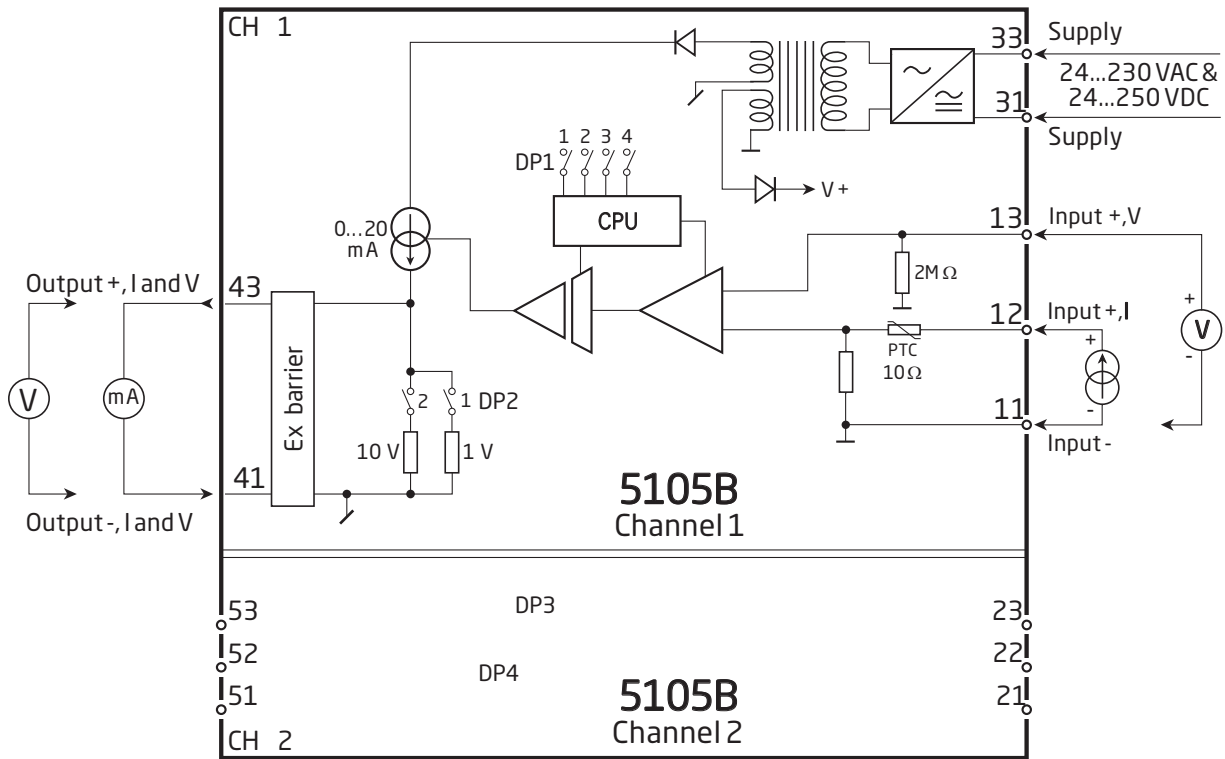 CH 1
33
Supply
24...230 VAC &
24...250 VDC
31
Supply
1 2 3 4
DP1
V +
CPU
13
Input +,V
0...20
mA
2M Ω
Output +, I and V
43
12
Input +,I
+
+
V
-
PTC
10 Ω
V
mA
Ex barrier
2
1 DP2
-
11
Input -
10 V
1 V
41
Output -, I and V
5105B
Channel 1
53
DP3
23
52
22
DP4
51
5105B
21
Channel 2
CH 2